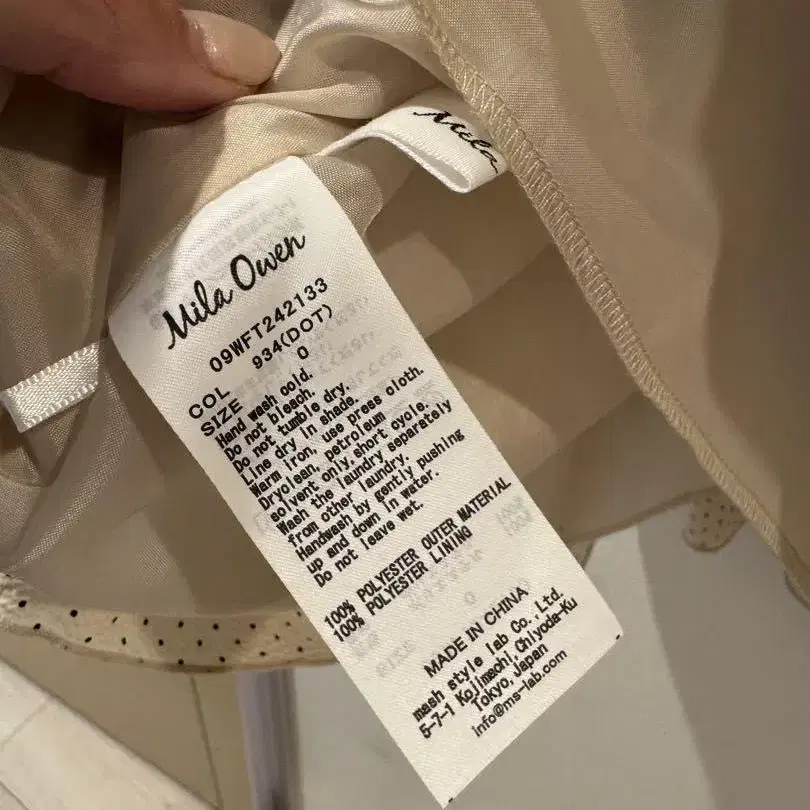 Mila
Mila Owen
09WFT242133
COL 934(DOT)
SIZE 0
Hand wash cold.
Do not bleach.
Do not tumble dry.
Line dry in shade.
Warm iron, use press cloth.
Dryclean, petroleum
solvent only, short cycle.
Wash the laundry separately
from other laundry.
Handwash by gently pushing
up and down in water.
Do not leave wet.
100% POLYESTER OUTER MATERIAL
100% POLYESTER LINING
MADE IN CHINA
mash style lab Co., Ltd.
5-7-1 Kojimachi, Chiyoda-Ku
Tokyo, Japan
info@ms-lab.com